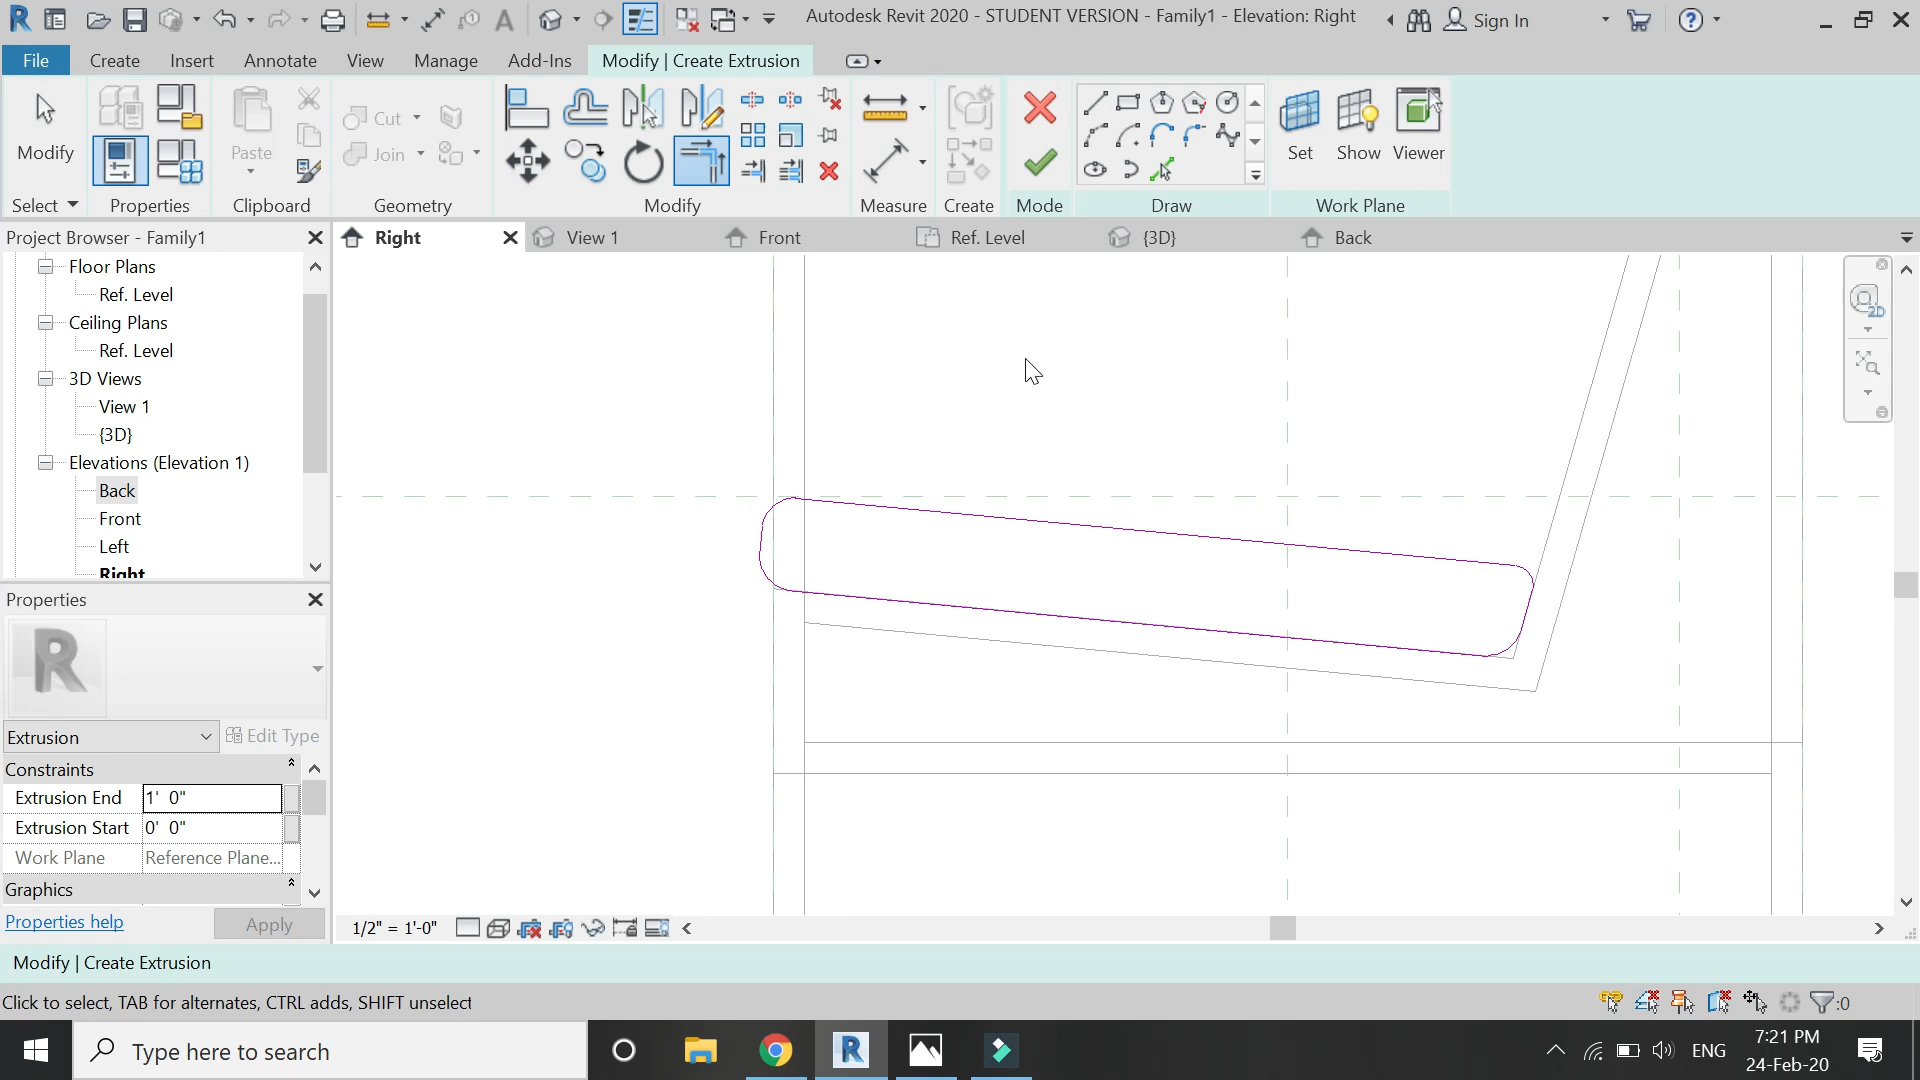 Autodesk Revit 2020 - STUDENT VERSION - Family1 - Elevation: Right
Sign In
File
Create
Insert
Annotate
View
Manage
Add-Ins
Modify | Create Extrusion
Modify
Paste
Cut
Join
Set
Show
Viewer
Select
Properties
Clipboard
Geometry
Modify
Measure
Create
Mode
Draw
Work Plane
Project Browser - Family1
Right
View 1
Front
Ref. Level
{3D}
Back
Floor Plans
Ref. Level
Ceiling Plans
Ref. Level
3D Views
View 1
{3D}
Elevations (Elevation 1)
Back
Front
Left
Right
2D
Properties
R
Extrusion
Edit Type
Constraints
Extrusion End 1' 0"
Extrusion Start 0' 0"
Work Plane Reference Plane...
Graphics
Properties help
Apply
1/2" = 1'-0"
Modify | Create Extrusion
Click to select, TAB for alternates, CTRL adds, SHIFT unselect
:0
Type here to search
ENG
7:21 PM
24-Feb-20